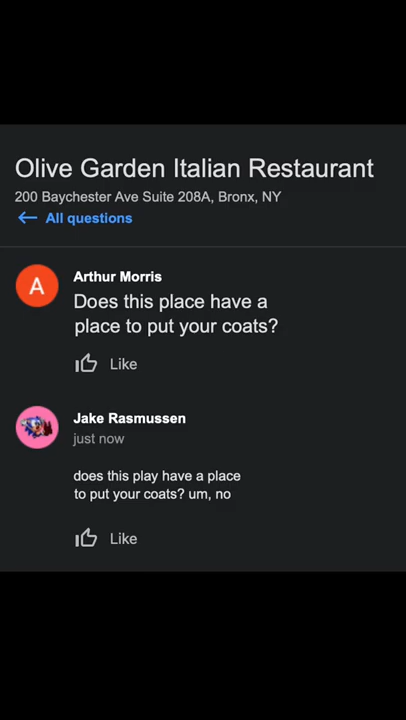 Olive Garden Italian Restaurant
200 Baychester Ave Suite 208A, Bronx, NY
← All questions
A
Arthur Morris
Does this place have a
place to put your coats?
Like
Jake Rasmussen
just now
does this play have a place
to put your coats? um, no
Like